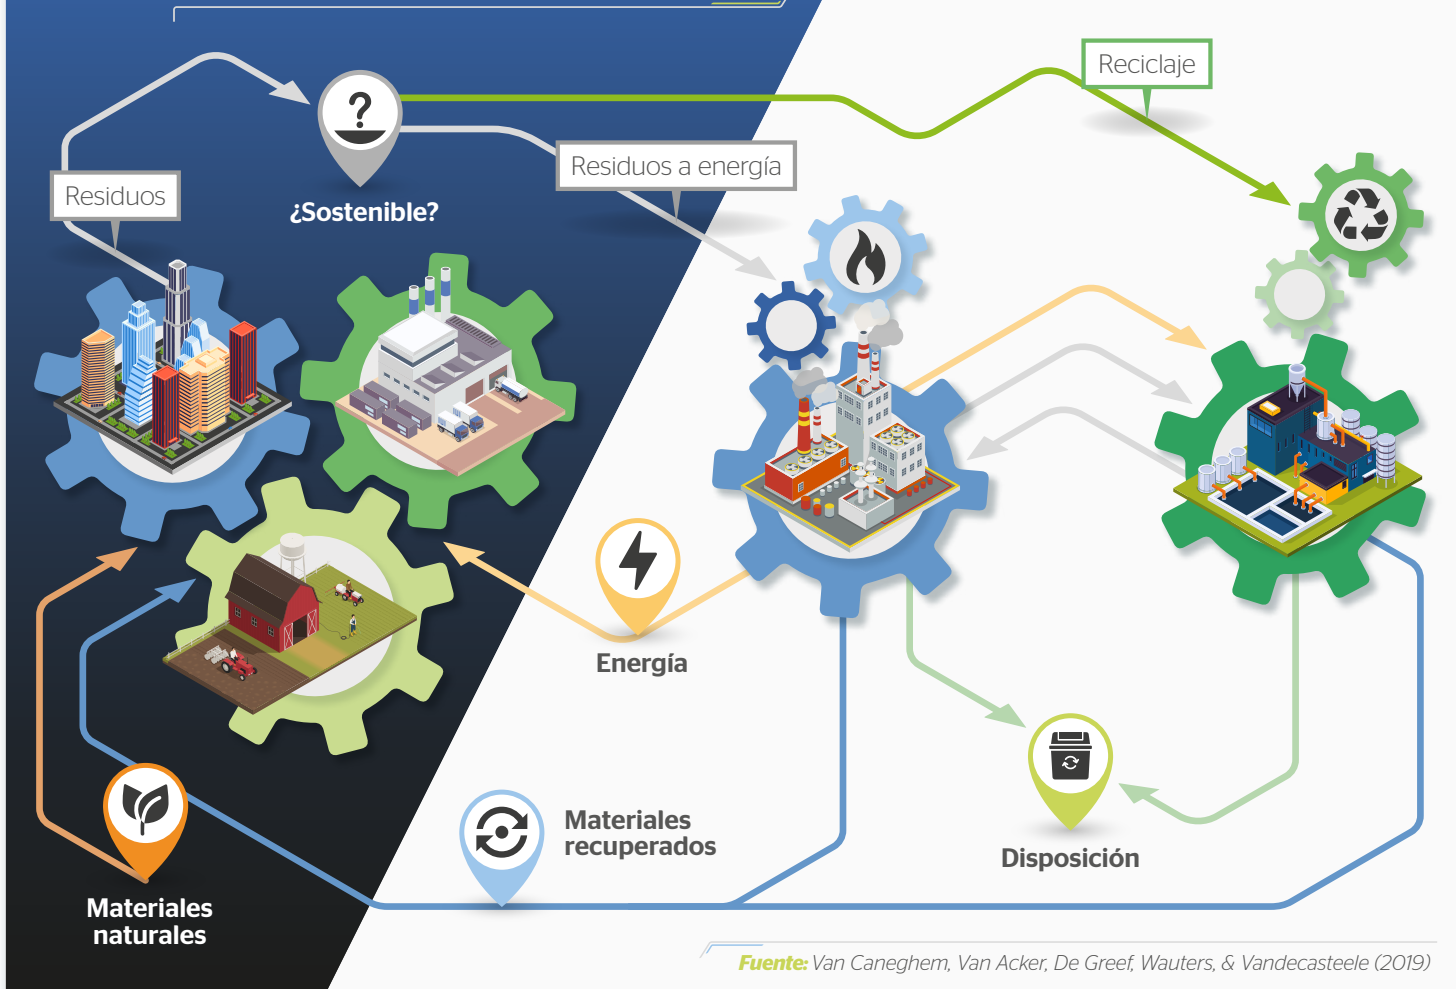 Reciclaje
Residuos a energía
Residuos
?
¿Sostenible?
Energía
Materiales
recuperados
Disposición
Materiales
naturales
Fuente: Van Caneghem, Van Acker, De Greef, Wauters, & Vandecasteele (2019)